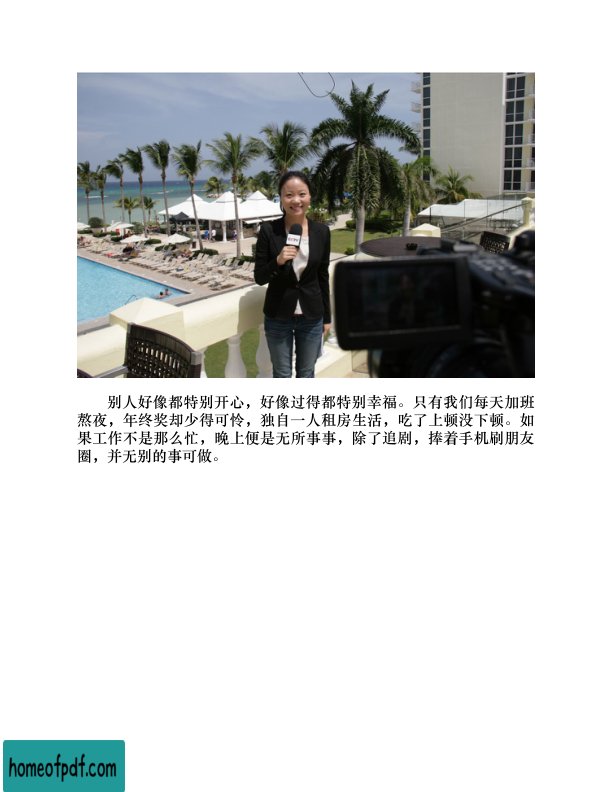 别人好像都特别开心，好像过得都特别幸福。只有我们每天加班
熬夜，年终奖却少得可怜，独自一人租房生活，吃了上顿没下顿。如
果工作不是那么忙，晚上便是无所事事，除了追剧，捧着手机刷朋友
圈，并无别的事可做。
homeofpdf.com